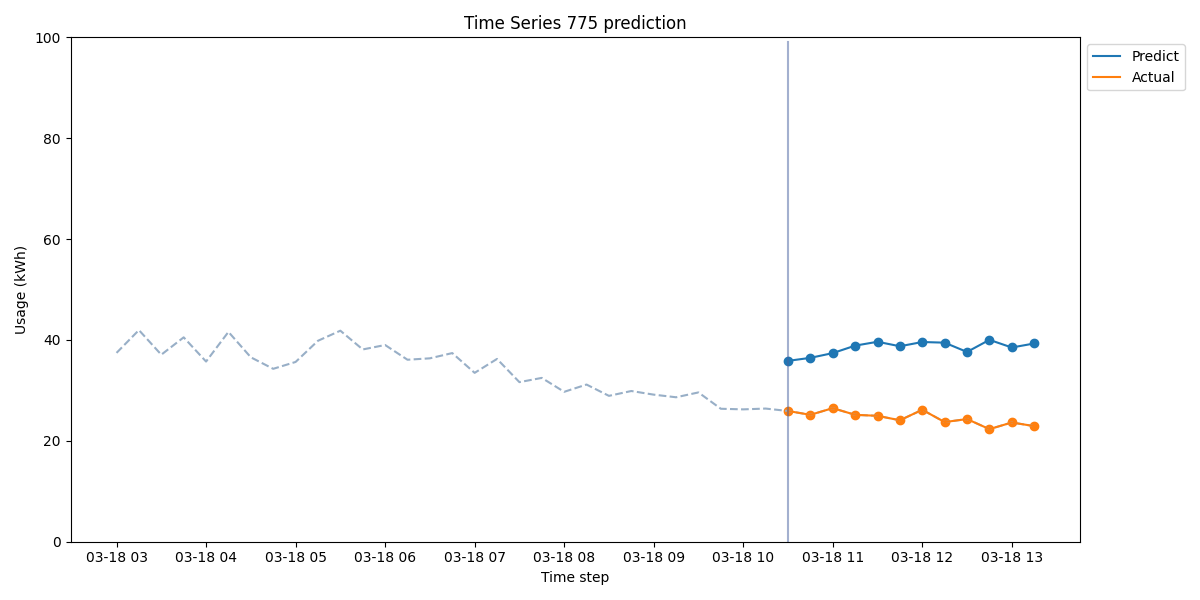 Time Series 775 prediction
100
80
60
40
20
0
Usage (kWh)
03-18 03 03-18 04 03-18 05 03-18 06 03-18 07 03-18 08 03-18 09 03-18 10 03-18 11 03-18 12 03-18 13
Time step
Predict
Actual